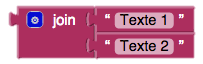 join “ Texte 1 ”
“ Texte 2 ”